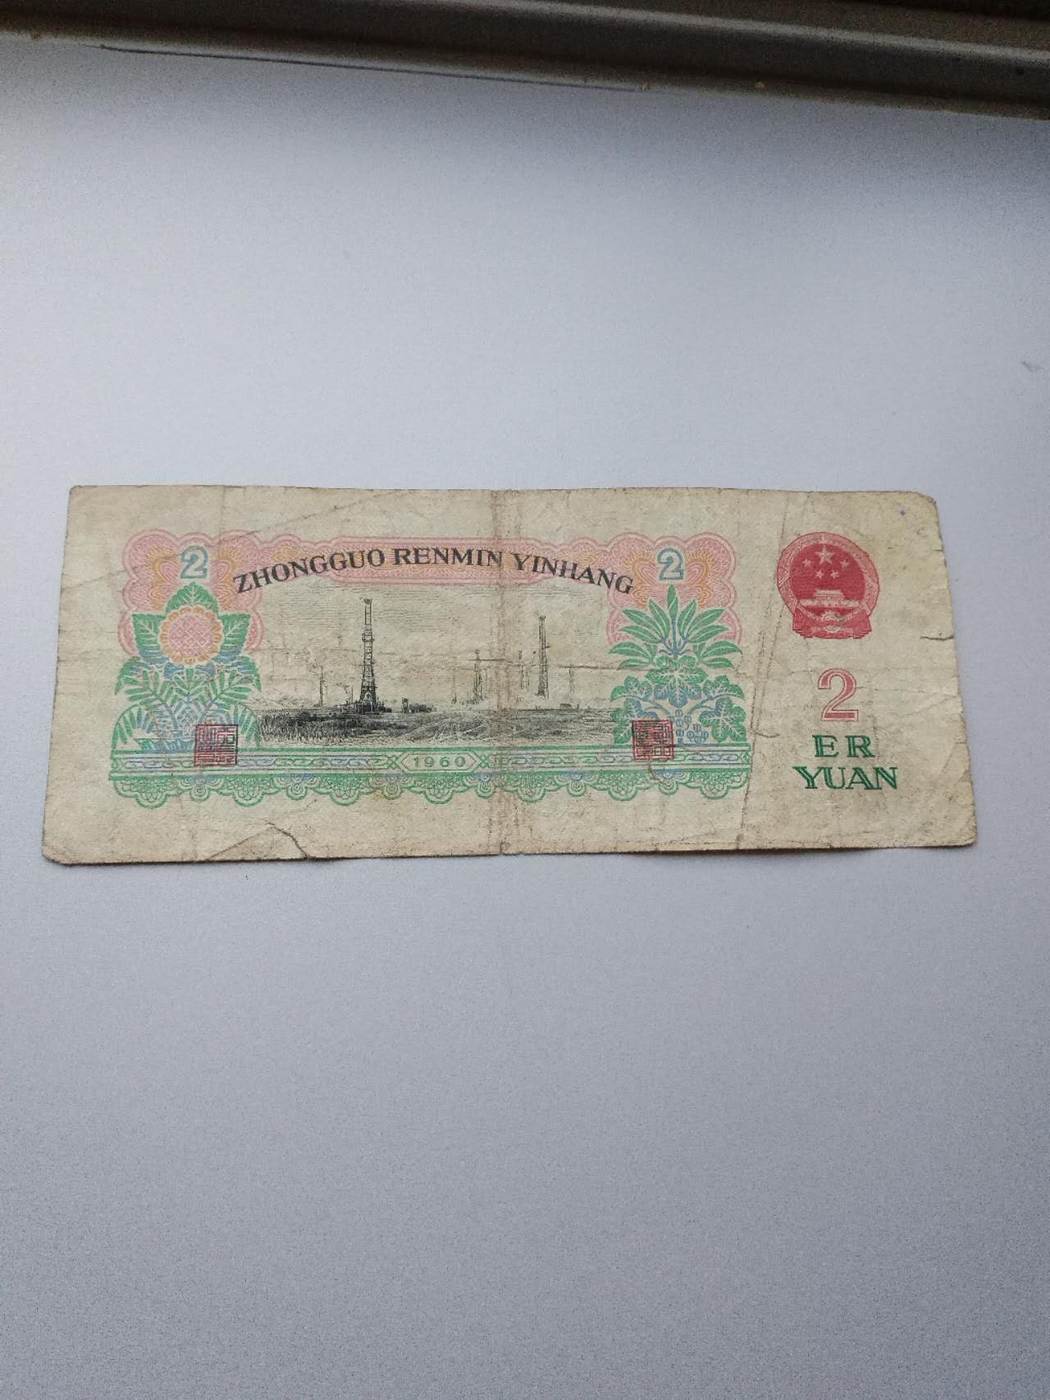 2
ZHONGGUO RENMIN YINHANG
2
1960
2
ER
YUAN